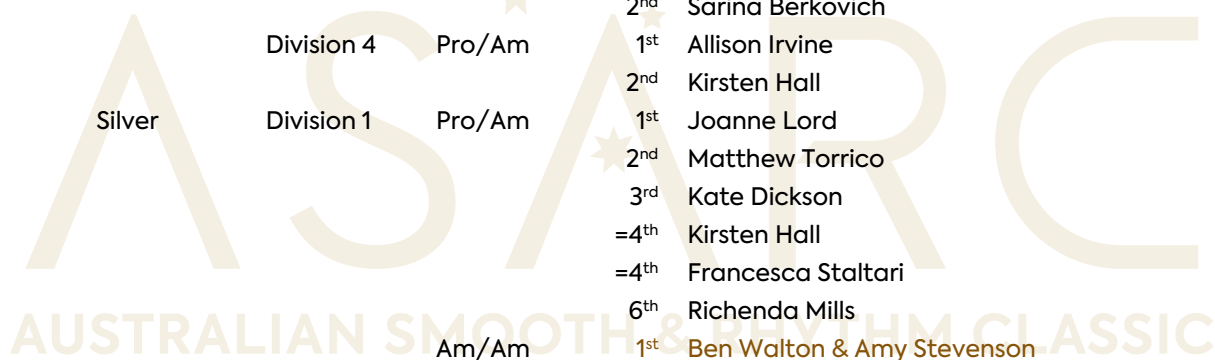 2nd Sarina Berkovich
Division 4 Pro/Am 1st Allison Irvine
2nd Kirsten Hall
Silver Division 1 Pro/Am 1st Joanne Lord
2nd Matthew Torrico
3rd Kate Dickson
=4th Kirsten Hall
=4th Francesca Staltari
6th Richenda Mills
Am/Am 1st Ben Walton & Amy Stevenson
ASARC
AUSTRALIAN SMOOTH & RHYTHM CLASSIC